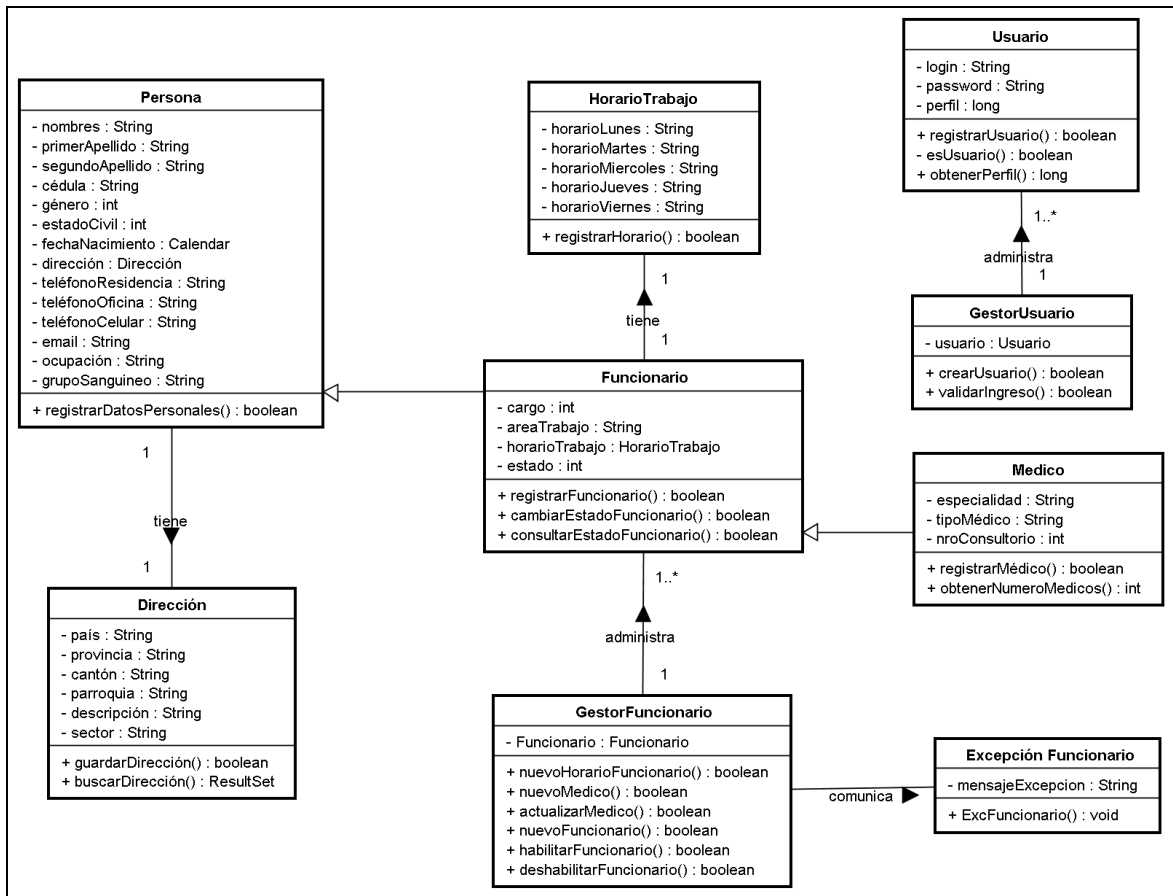 Persona
- nombres : String
- primerApellido : String
- segundoApellido : String
- cédula : String
- género : int
- estadoCivil : int
- fechaNacimiento : Calendar
- dirección : Dirección
- teléfonoResidencia : String
- teléfonoOficina : String
- teléfonoCelular : String
- email : String
- ocupación : String
- grupoSanguineo : String
+ registrarDatosPersonales() : boolean
1
tiene
1
Dirección
- país : String
- provincia : String
- cantón : String
- parroquia : String
- descripción : String
- sector : String
+ guardarDirección() : boolean
+ buscarDirección() : ResultSet
HorarioTrabajo
- horarioLunes : String
- horarioMartes : String
- horarioMiercoles : String
- horarioJueves : String
- horarioViernes : String
+ registrarHorario() : boolean
1
tiene
1
Funcionario
- cargo : int
- areaTrabajo : String
- horarioTrabajo : HorarioTrabajo
- estado : int
+ registrarFuncionario() : boolean
+ cambiarEstadoFuncionario() : boolean
+ consultarEstadoFuncionario() : boolean
1..*
administra
1
GestorFuncionario
- Funcionario : Funcionario
+ nuevoHorarioFuncionario() : boolean
+ nuevoMedico() : boolean
+ actualizarMedico() : boolean
+ nuevoFuncionario() : boolean
+ habilitarFuncionario() : boolean
+ deshabilitarFuncionario() : boolean
comunica
Usuario
- login : String
- password : String
- perfil : long
+ registrarUsuario() : boolean
- esUsuario() : boolean
+ obtenerPerfil() : long
1..*
administra
1
GestorUsuario
- usuario : Usuario
+ crearUsuario() : boolean
+ validarIngreso() : boolean
Medico
- especialidad : String
- tipoMédico : String
- nroConsultorio : int
+ registrarMédico() : boolean
+ obtenerNumeroMedicos() : int
Excepción Funcionario
- mensajeExcepcion : String
+ ExcFuncionario() : void